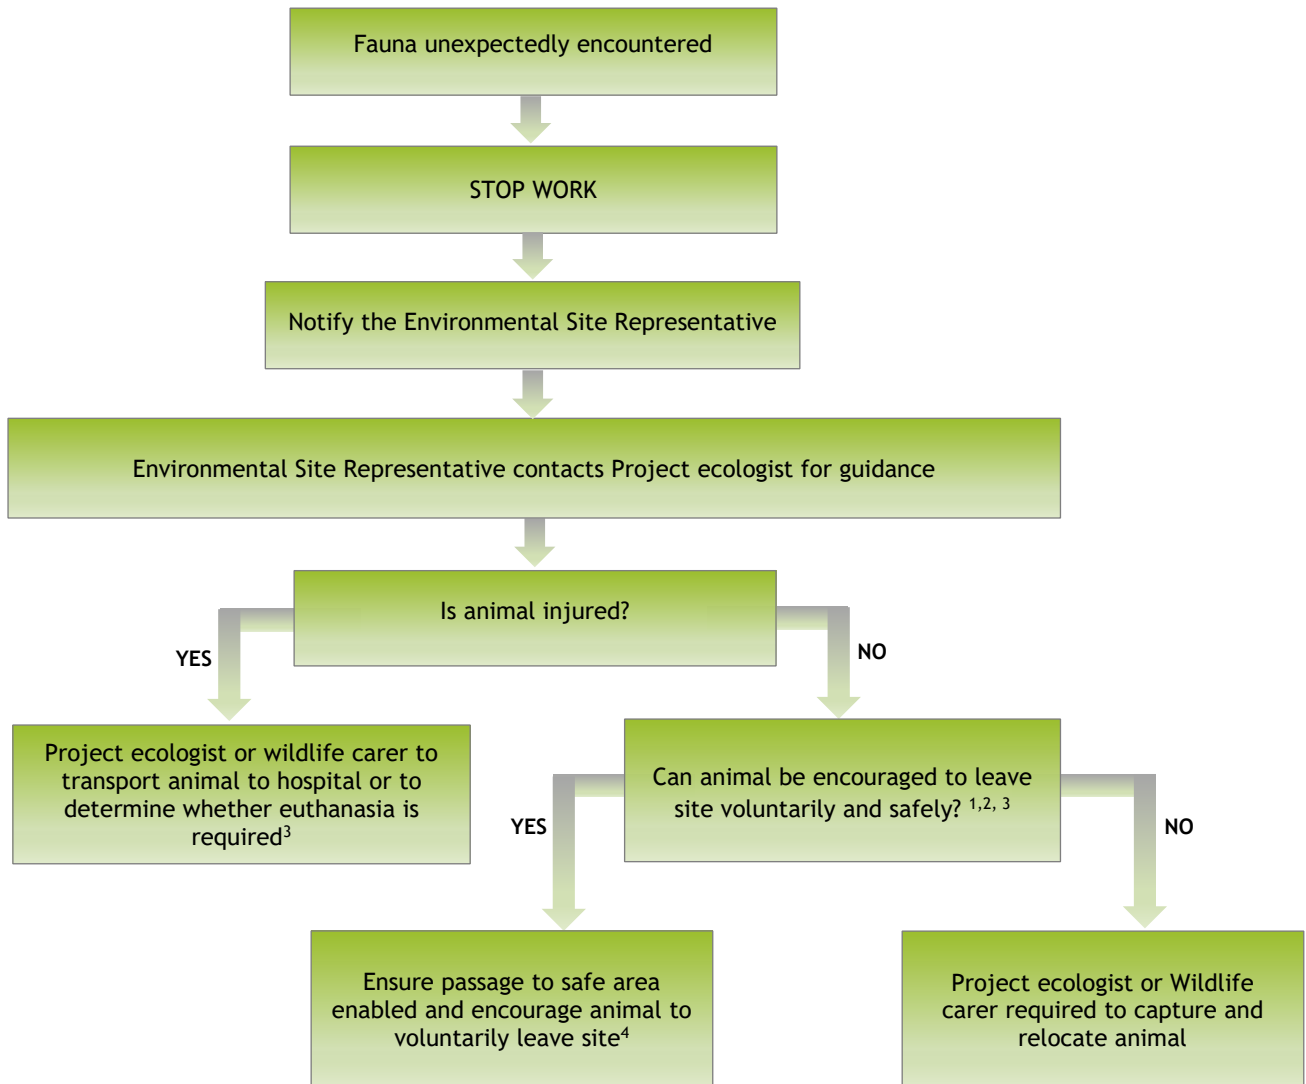 Fauna unexpectedly encountered
STOP WORK
Notify the Environmental Site Representative
Environmental Site Representative contacts Project ecologist for guidance
Is animal injured?
YES
NO
Project ecologist or wildlife carer to
transport animal to hospital or to
determine whether euthanasia is
required³
Can animal be encouraged to leave
site voluntarily and safely? ¹,², ³
YES
NO
Ensure passage to safe area
enabled and encourage animal to
voluntarily leave site⁴
Project ecologist or Wildlife
carer required to capture and
relocate animal